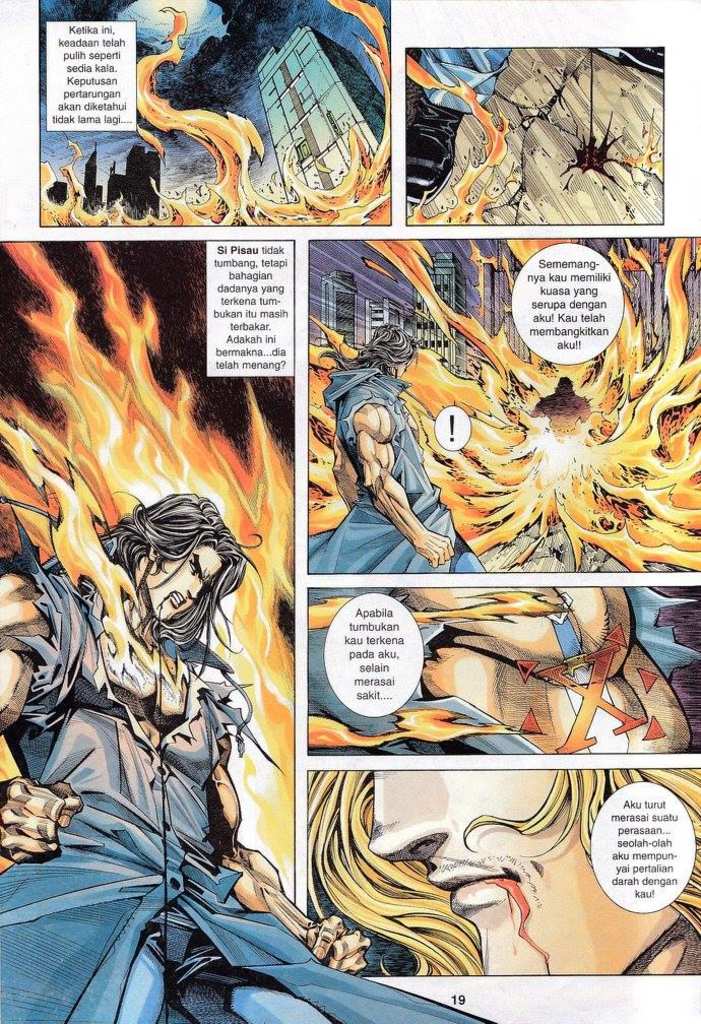 Ketika ini,
keadaan telah
pulih seperti
sedia kala.
Keputusan
pertarungan
akan diketahui
tidak lama lagi....
Si Pisau tidak
tumbang, tetapi
bahagian
dadanya yang
terkena tum-
bukan itu masih
terbakar.
Adakah ini
bermakna...dia
telah menang?
Sememang-
nya kau memiliki
kuasa yang
serupa dengan
aku! Kau telah
membangkitkan
aku!!
!
Apabila
tumbukan
kau terkena
pada aku,
selain
merasai
sakit....
Aku turut
merasai suatu
perasaan...
seolah-olah
aku mempun-
yai pertalian
darah dengan
kau!
19